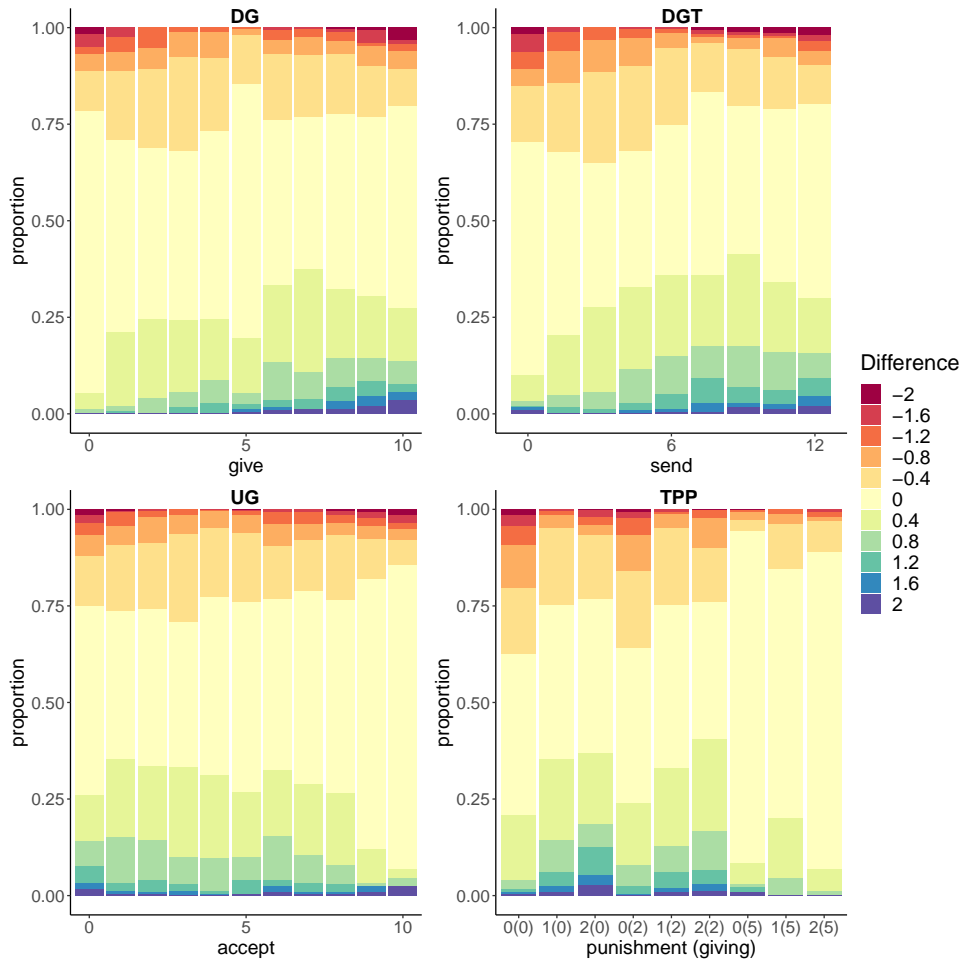 DG
1.00
0.75
0.50
0.25
0.00
proportion
0 5 10
give
DGT
1.00
0.75
0.50
0.25
0.00
proportion
0 6 12
send
UG
1.00
0.75
0.50
0.25
0.00
proportion
0 5 10
accept
TPP
1.00
0.75
0.50
0.25
0.00
proportion
0(0) 1(0) 2(0) 0(2) 1(2) 2(2) 0(5) 1(5) 2(5)
punishment (giving)
Difference
−2
−1.6
−1.2
−0.8
−0.4
0
0.4
0.8
1.2
1.6
2